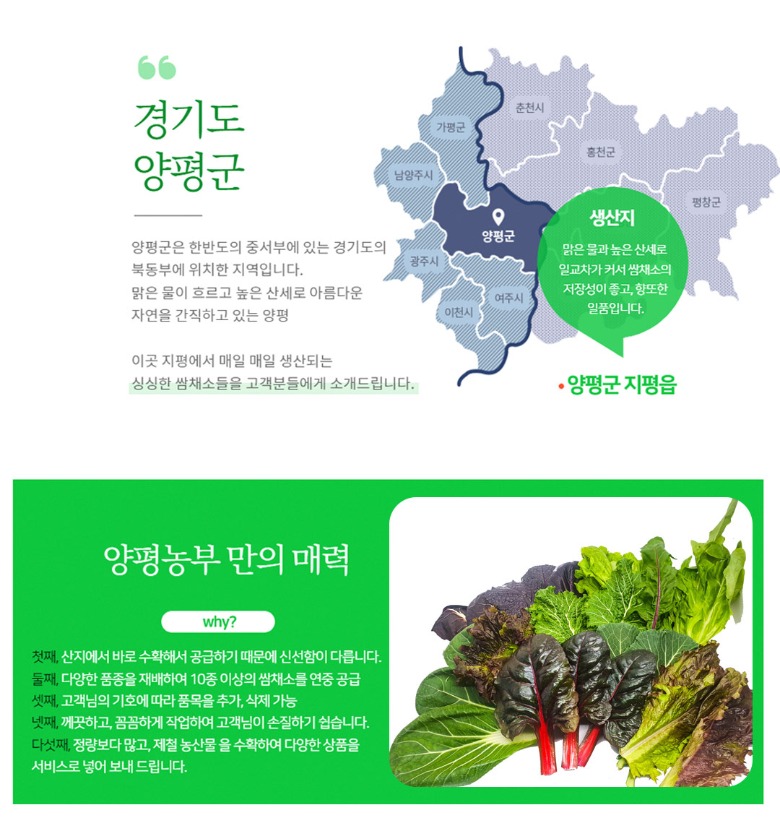 경기도
양평군
양평군은 한반도의 중서부에 있는 경기도의
북동부에 위치한 지역입니다.
맑은 물이 흐르고 높은 산세로 아름다운
자연을 간직하고 있는 양평
이곳 지평에서 매일 매일 생산되는
싱싱한 쌈채소들을 고객분들에게 소개드립니다.
춘천시
가평군
홍천군
남양주시
평창군
양평군
광주시
여주시
이천시
생산지
맑은 물과 높은 산세로
일교차가 커서 쌈채소의
저장성이 좋고, 향또한
일품입니다.
•양평군 지평읍
양평농부 만의 매력
why?
첫째, 산지에서 바로 수확해서 공급하기 때문에 신선함이 다릅니다.
둘째, 다양한 품종을 재배하여 10종 이상의 쌈채소를 연중 공급
셋째, 고객님의 기호에 따라 품목을 추가, 삭제 가능
넷째, 깨끗하고, 꼼꼼하게 작업하여 고객님이 손질하기 쉽습니다.
다섯째, 정량보다 많고, 제철 농산물 을 수확하여 다양한 상품을
서비스로 넣어 보내 드립니다.